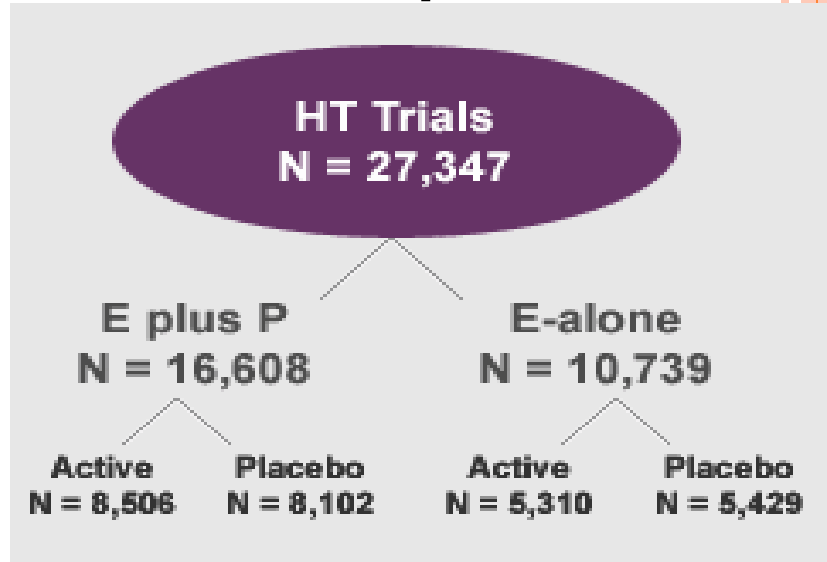 HT Trials
N = 27,347
E plus P
N = 16,608
E-alone
N = 10,739
Active
N = 8,506
Placebo
N = 8,102
Active
N = 5,310
Placebo
N = 5,429